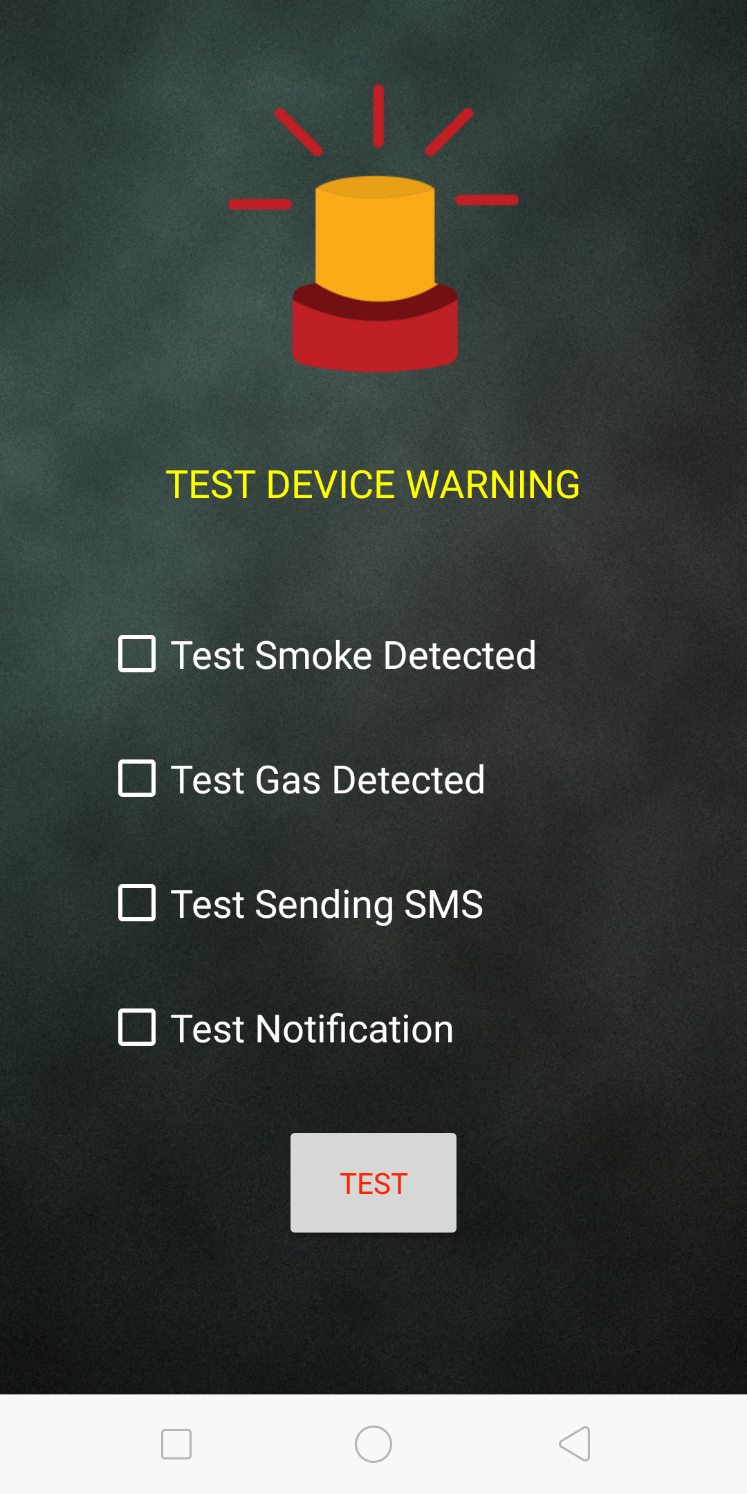 TEST DEVICE WARNING
Test Smoke Detected
Test Gas Detected
Test Sending SMS
Test Notification
TEST